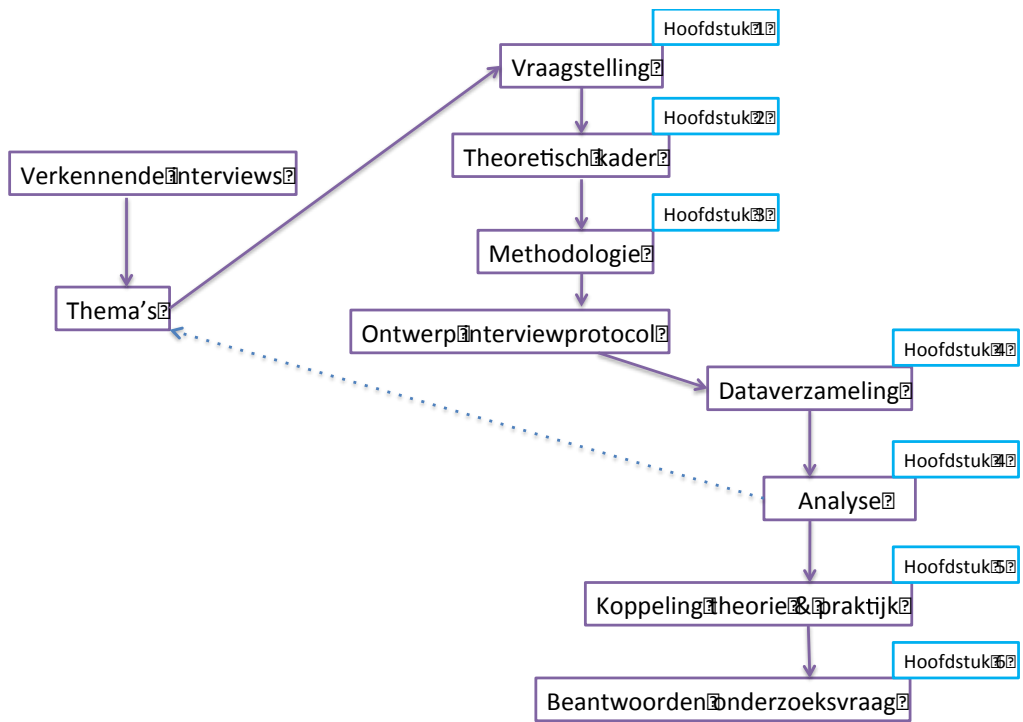 Hoofdstuk 1
Vraagstelling
Hoofdstuk 2
Theoretisch kader
Verkennende interviews
Hoofdstuk 3
Methodologie
Thema's
Ontwerp interviewprotocol
Hoofdstuk 4
Dataverzameling
Hoofdstuk 4
Analyse
Hoofdstuk 5
Koppeling theorie & praktijk
Hoofdstuk 6
Beantwoorden onderzoeksvraag